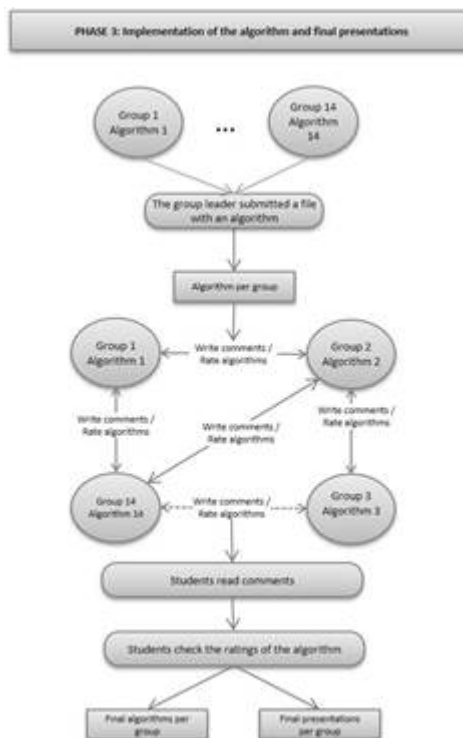 PHASE 3: Implementation of the algorithm and final presentations
Group 1
Algorithm 1
...
Group 14
Algorithm
14
The group leader submitted a file
with an algorithm
Algorithm per group
Group 1
Algorithm 1
Write comments /
Rate algorithms
Group 2
Algorithm 2
Write comments /
Rate algorithms
Write comments /
Rate algorithms
Write comments /
Rate algorithms
Group 14
Algorithm 14
Write comments /
Rate algorithms
Group 3
Algorithm 3
Students read comments
Students check the ratings of the algorithm
Final algorithms per
group
Final presentations
per group